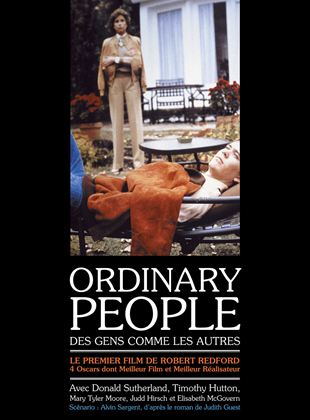 ORDINARY
PEOPLE
DES GENS COMME LES AUTRES
LE PREMIER FILM DE ROBERT REDFORD
4 Oscars dont Meilleur Film et Meilleur Réalisateur
Avec Donald Sutherland, Timothy Hutton,
Mary Tyler Moore, Judd Hirsch et Elisabeth McGovern
Scénario : Alvin Sargent, d'après le roman de Judith Guest